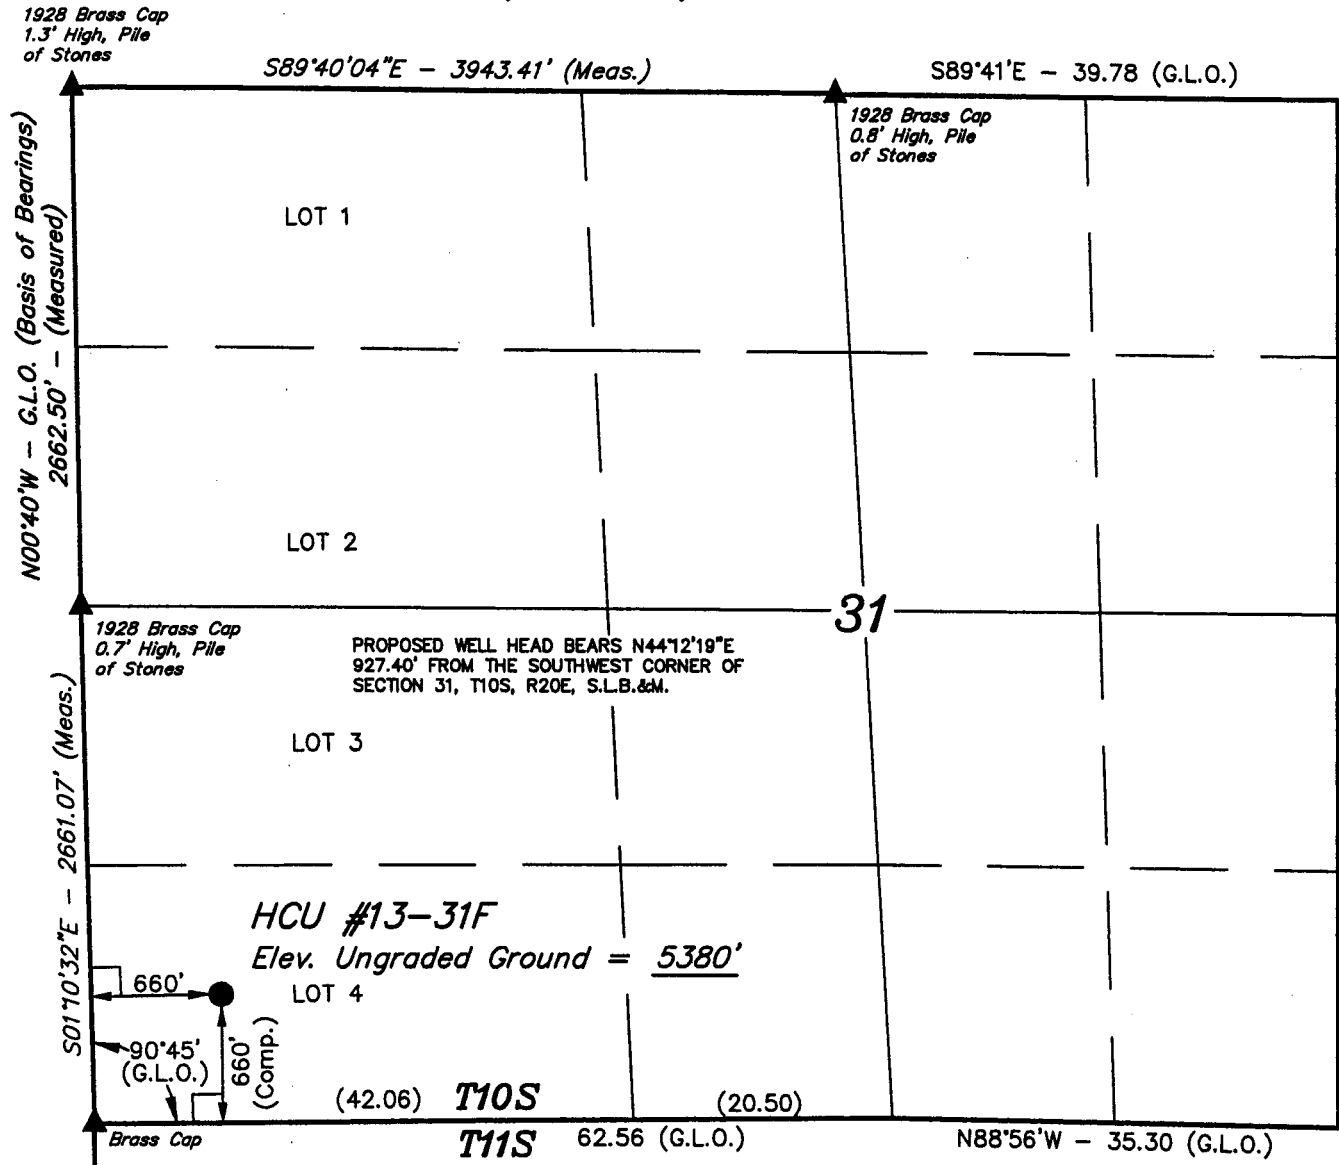 1928 Brass Cap
1.3' High, Pile
of Stones
S89°40'04"E - 3943.41' (Meas.)
S89°41'E - 39.78 (G.L.O.)
1928 Brass Cap
0.8' High, Pile
of Stones
N00°40'W - G.L.O. (Basis of Bearings)
2662.50' - (Measured)
LOT 1
LOT 2
31
1928 Brass Cap
0.7' High, Pile
of Stones
PROPOSED WELL HEAD BEARS N44°12'19"E
927.40' FROM THE SOUTHWEST CORNER OF
SECTION 31, T10S, R20E, S.L.B.&M.
S01°10'32"E - 2661.07' (Meas.)
LOT 3
HCU #13-31F
Elev. Ungraded Ground = 5380'
660'
LOT 4
90°45'
(G.L.O.)
660'
(Comp.)
(42.06)
T10S
(20.50)
Brass Cap
T11S
62.56 (G.L.O.)
N88°56'W - 35.30 (G.L.O.)